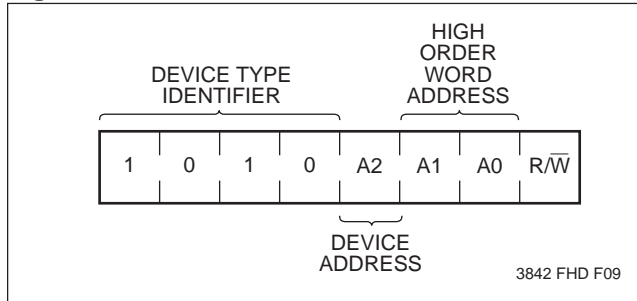 HIGH
ORDER
WORD
ADDRESS
DEVICE TYPE
IDENTIFIER
1 0 1 0 A2 A1 A0 R/W̅
DEVICE
ADDRESS
3842 FHD F09